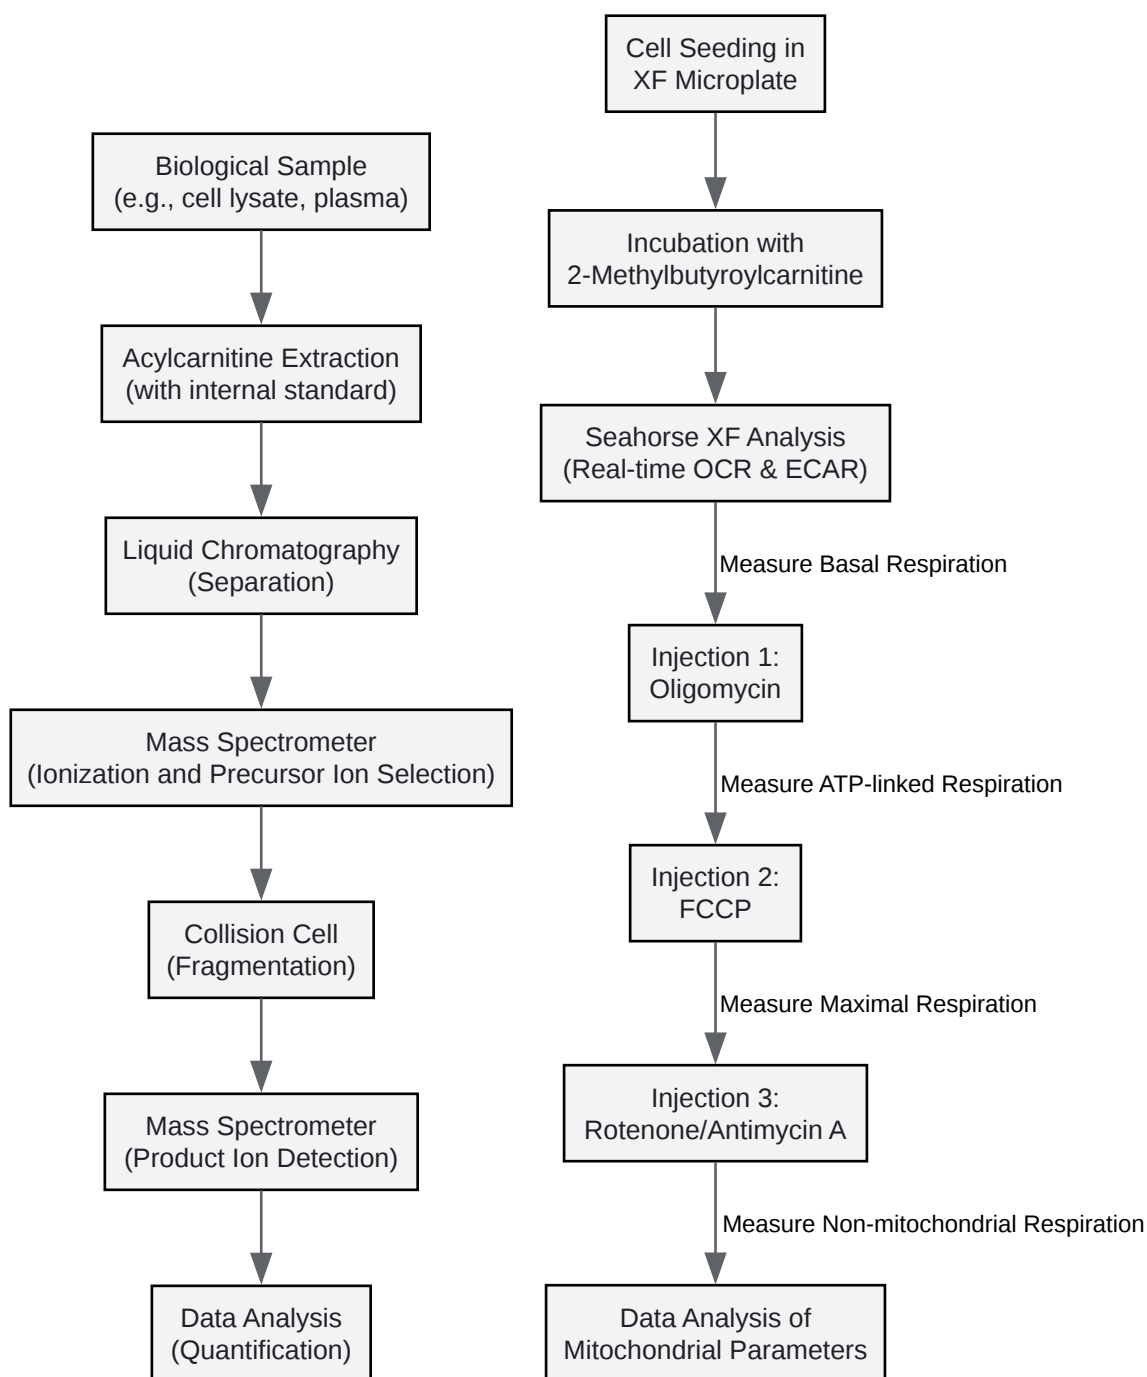 Biological Sample
(e.g., cell lysate, plasma)
Acylcarnitine Extraction
(with internal standard)
Liquid Chromatography
(Separation)
Mass Spectrometer
(Ionization and Precursor Ion Selection)
Collision Cell
(Fragmentation)
Mass Spectrometer
(Product Ion Detection)
Data Analysis
(Quantification)
Cell Seeding in
XF Microplate
Incubation with
2-Methylbutyroylcarnitine
Seahorse XF Analysis
(Real-time OCR & ECAR)
Measure Basal Respiration
Injection 1:
Oligomycin
Measure ATP-linked Respiration
Injection 2:
FCCP
Measure Maximal Respiration
Injection 3:
Rotenone/Antimycin A
Measure Non-mitochondrial Respiration
Data Analysis of
Mitochondrial Parameters